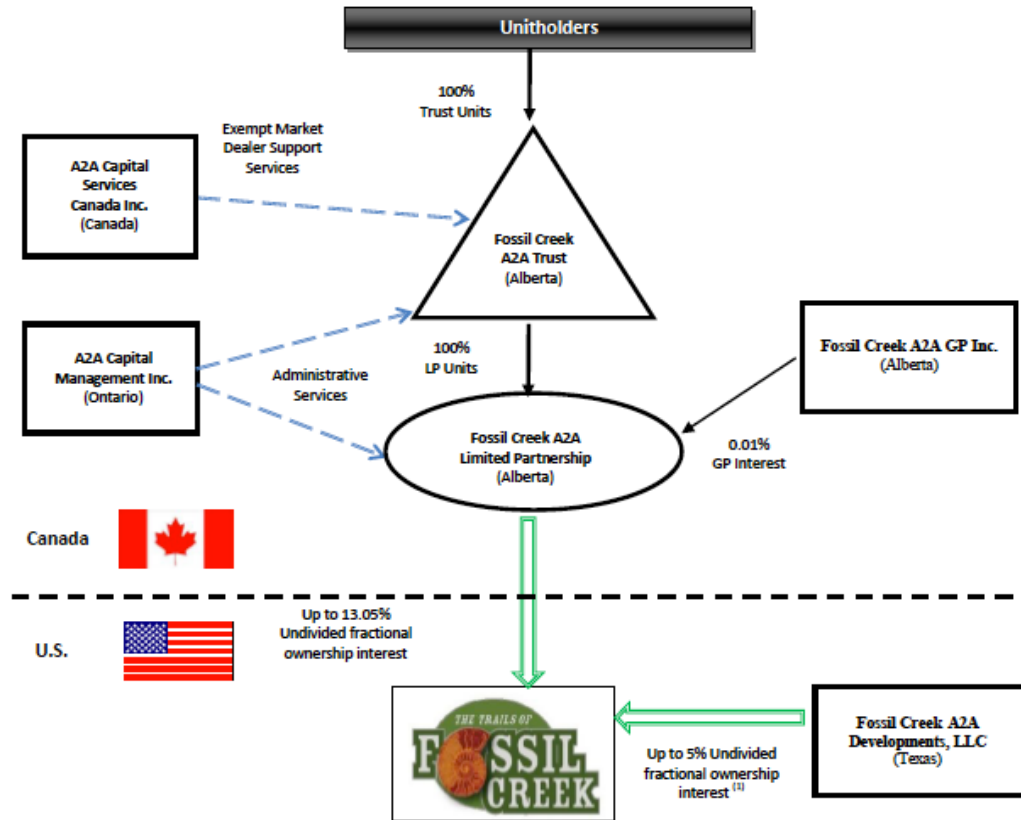 Unitholders
100%
Trust Units
Exempt Market
Dealer Support
Services
A2A Capital
Services
Canada Inc.
(Canada)
Fossil Creek
A2A Trust
(Alberta)
A2A Capital
Management Inc.
(Ontario)
Administrative
Services
100%
LP Units
Fossil Creek A2A GP Inc.
(Alberta)
Fossil Creek A2A
Limited Partnership
(Alberta)
0.01%
GP Interest
Canada
U.S.
Up to 13.05%
Undivided fractional
ownership interest
THE TRAILS OF
FOSSIL
CREEK
Up to 5% Undivided
fractional ownership
interest (1)
Fossil Creek A2A
Developments, LLC
(Texas)